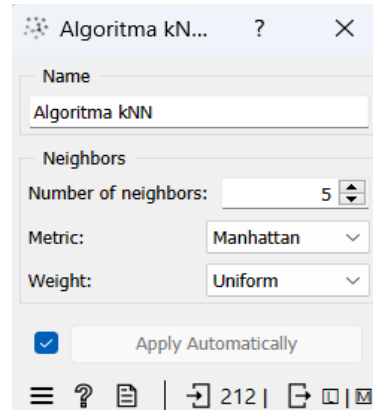 Algoritma kN... ?
Name
Algoritma kNN
Neighbors
Number of neighbors: 5
Metric: Manhattan
Weight: Uniform
Apply Automatically
? 212 | L | M